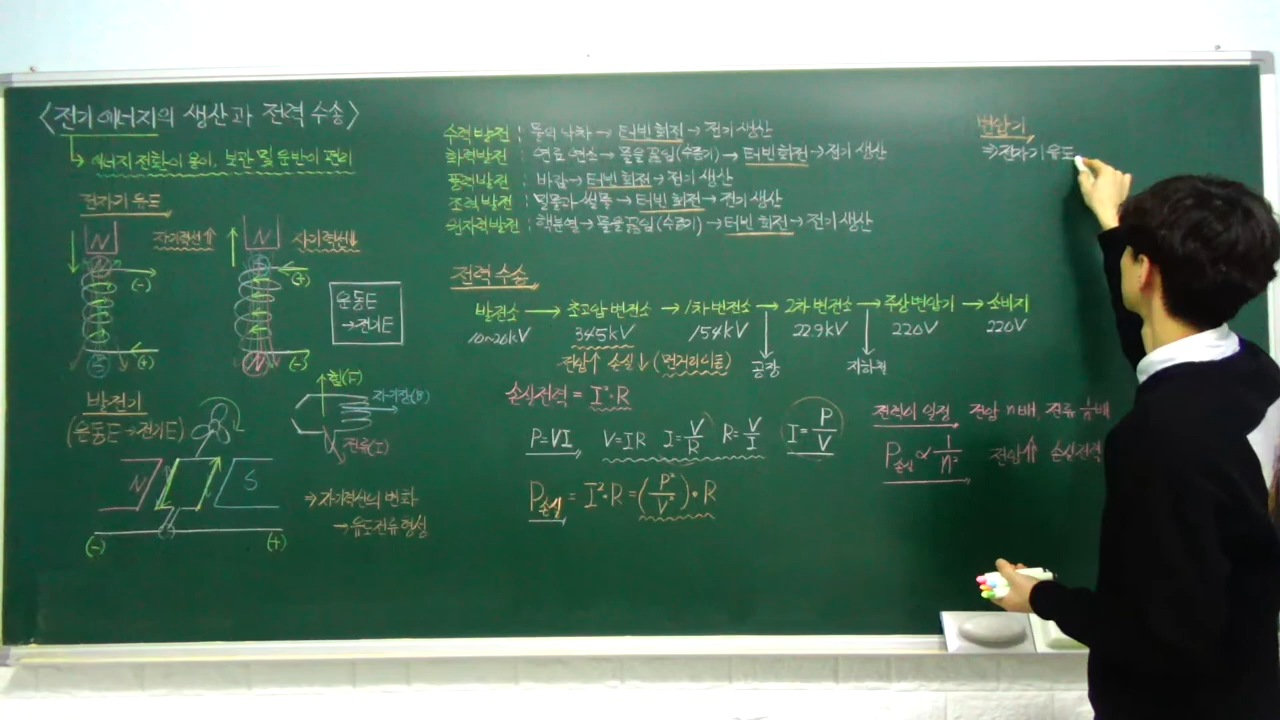 <전기에너지의 생산과 전력 수송>
↳ 에너지 전환이 용이, 보관 및 운반이 편리
전자기 유도
N 자기력선↑
(-)
S (+)
N 자기력선↓
S (+)
N (-)
운동E
→전기E
발전기
(운동E→전기E)
N S
(-) (+)
힘(F)
자기장(B)
전류(I)
⇒ 자기력선의 변화
→ 유도전류 형성
수력발전 : 물의 낙차 → 터빈 회전 → 전기 생산
화력발전 : 연료 연소 → 물을 끓임(수증기) → 터빈 회전 → 전기 생산
풍력발전 : 바람 → 터빈 회전 → 전기 생산
조력발전 : 밀물과 썰물 → 터빈 회전 → 전기 생산
원자력발전 : 핵분열 → 물을 끓임(수증기) → 터빈 회전 → 전기 생산
전력 수송
발전소 → 초고압 변전소 → 1차 변전소 → 2차 변전소 → 주상변압기 → 소비지
10~20kV 345kV 154kV 22.9kV 220V 220V
전압↑ 손실↓ (먼거리이동) 공장 지하철
손실전력 = I²·R
P=VI V=IR I=V/R R=V/I I=P/V
P손실 = I²·R = (P²/V²)·R
전력이 일정 전압 n배, 전류 1/n배
P손실 ∝ 1/n² 전압↑ 손실전력
변압기
⇒ 전자기 유도